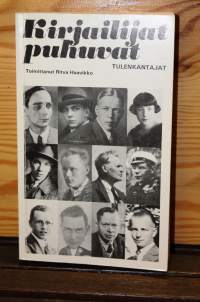 Kirjailijat
puhuvat
TULENKANTAJAT
Toimittanut Ritva Haavikko